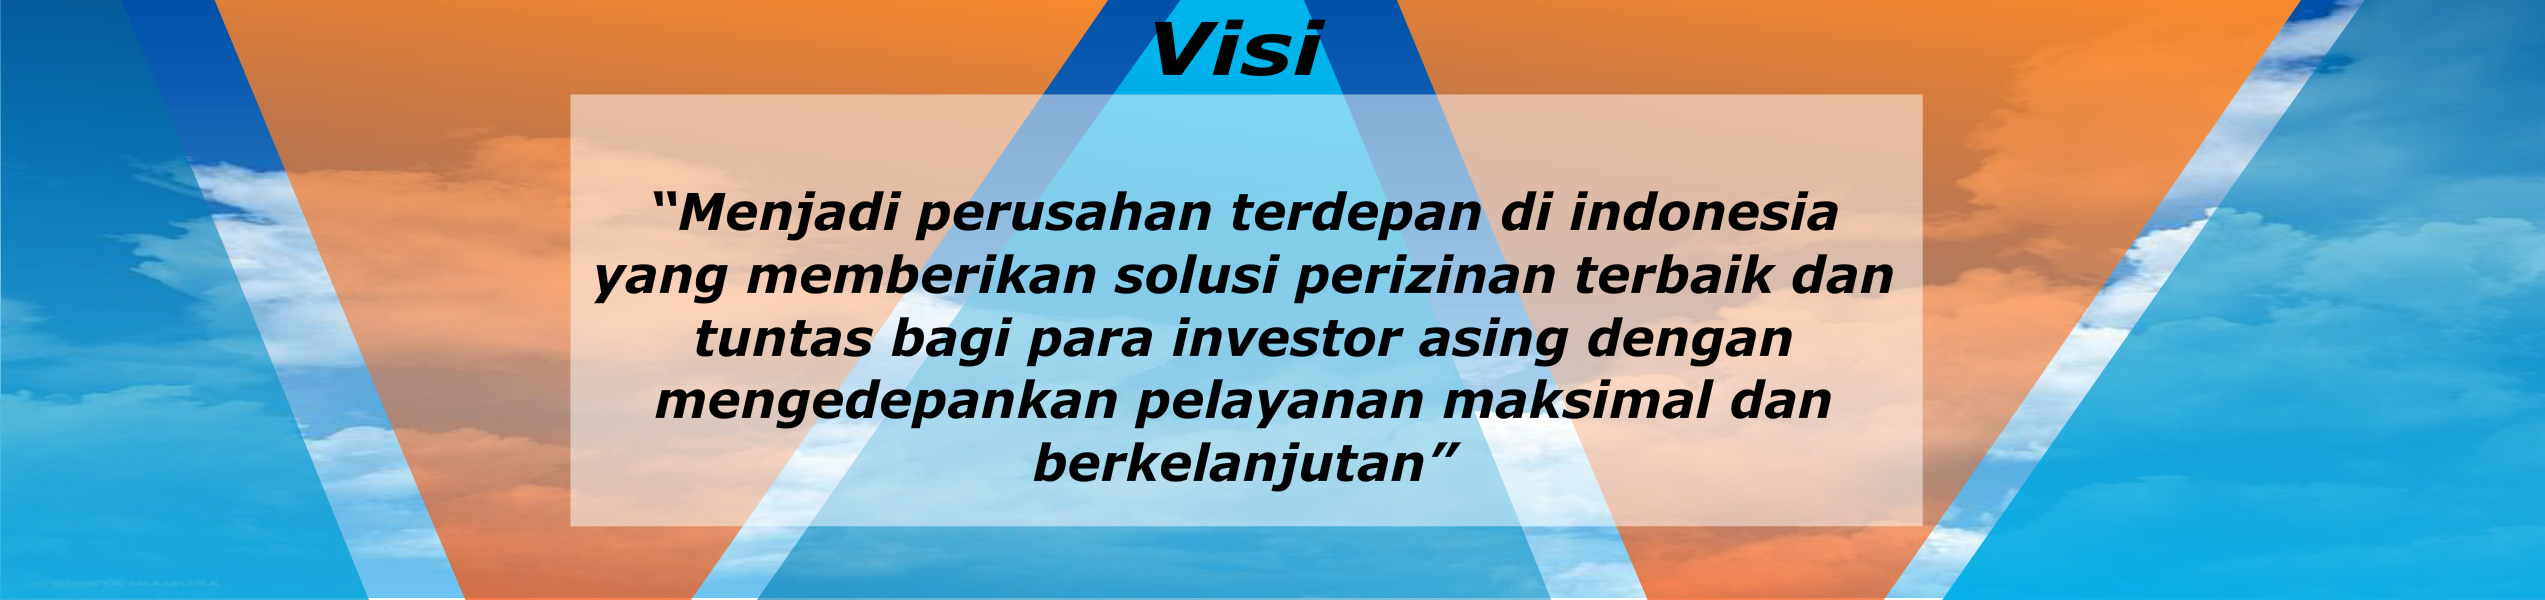 Visi
“Menjadi perusahan terdepan di indonesia
yang memberikan solusi perizinan terbaik dan
tuntas bagi para investor asing dengan
mengedepankan pelayanan maksimal dan
berkelanjutan”